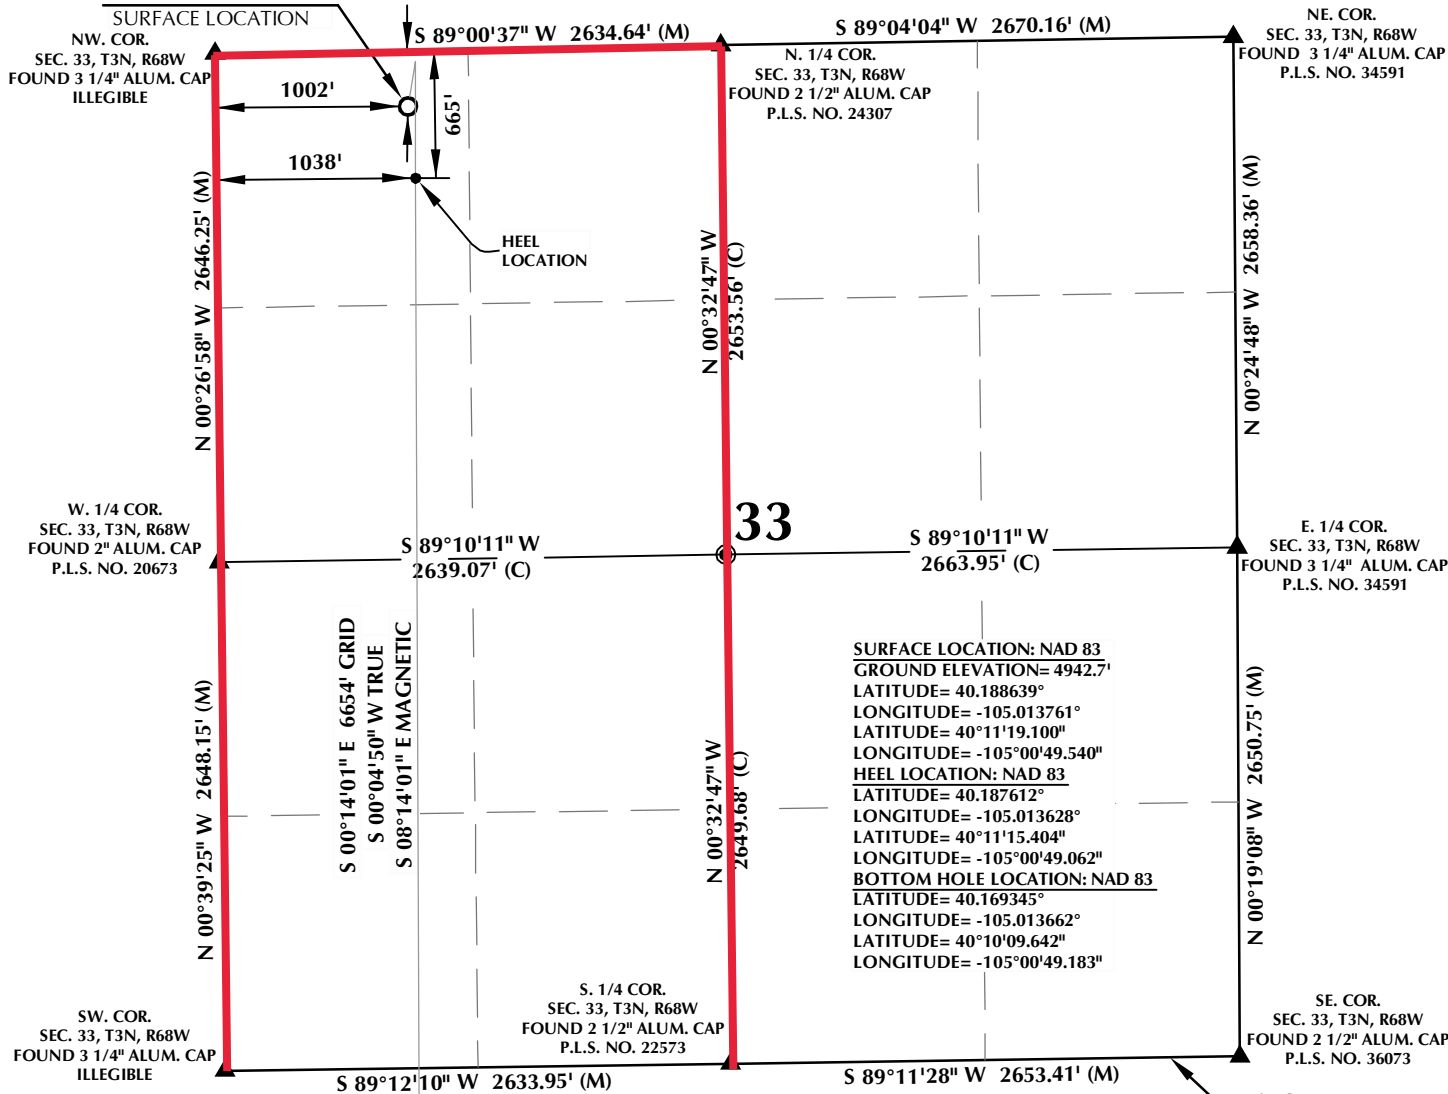 SURFACE LOCATION
NW. COR.
SEC. 33, T3N, R68W
FOUND 3 1/4" ALUM. CAP
ILLEGIBLE
S 89°00'37" W 2634.64' (M)
N. 1/4 COR.
SEC. 33, T3N, R68W
FOUND 2 1/2" ALUM. CAP
P.L.S. NO. 24307
S 89°04'04" W 2670.16' (M)
NE. COR.
SEC. 33, T3N, R68W
FOUND 3 1/4" ALUM. CAP
P.L.S. NO. 34591
1002'
665'
1038'
HEEL
LOCATION
N 00°26'58" W 2646.25' (M)
N 00°32'47" W
2653.56' (C)
N 00°24'48" W 2658.36' (M)
W. 1/4 COR.
SEC. 33, T3N, R68W
FOUND 2" ALUM. CAP
P.L.S. NO. 20673
S 89°10'11" W
2639.07' (C)
33
S 89°10'11" W
2663.95' (C)
E. 1/4 COR.
SEC. 33, T3N, R68W
FOUND 3 1/4" ALUM. CAP
P.L.S. NO. 34591
N 00°39'25" W 2648.15' (M)
S 00°14'01" E 6654' GRID
S 00°04'50" W TRUE
S 08°14'01" E MAGNETIC
N 00°32'47" W
2649.68' (C)
SURFACE LOCATION: NAD 83
GROUND ELEVATION= 4942.7'
LATITUDE= 40.188639°
LONGITUDE= -105.013761°
LATITUDE= 40°11'19.100"
LONGITUDE= -105°00'49.540"
HEEL LOCATION: NAD 83
LATITUDE= 40.187612°
LONGITUDE= -105.013628°
LATITUDE= 40°11'15.404"
LONGITUDE= -105°00'49.062"
BOTTOM HOLE LOCATION: NAD 83
LATITUDE= 40.169345°
LONGITUDE= -105.013662°
LATITUDE= 40°10'09.642"
LONGITUDE= -105°00'49.183"
N 00°19'08" W 2650.75' (M)
SW. COR.
SEC. 33, T3N, R68W
FOUND 3 1/4" ALUM. CAP
ILLEGIBLE
S. 1/4 COR.
SEC. 33, T3N, R68W
FOUND 2 1/2" ALUM. CAP
P.L.S. NO. 22573
SE. COR.
SEC. 33, T3N, R68W
FOUND 2 1/2" ALUM. CAP
P.L.S. NO. 36073
S 89°12'10" W 2633.95' (M)
S 89°11'28" W 2653.41' (M)